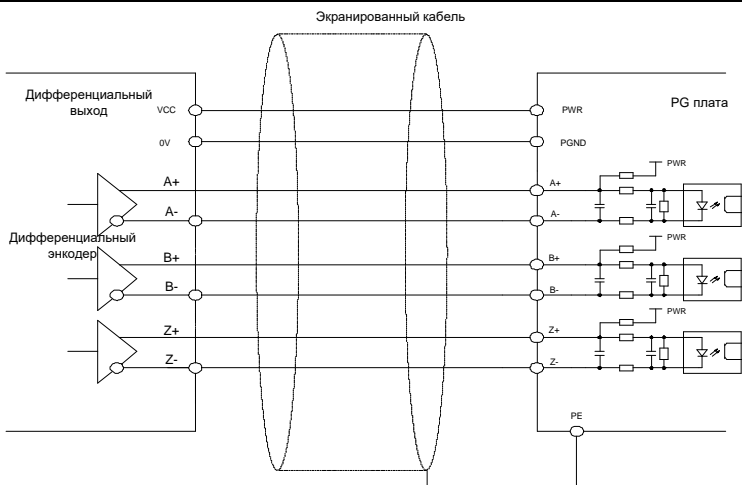 Экранированный кабель
Дифференциальный
выход
VCC
PWR
PG плата
0V
PGND
PWR
A+
A+
A-
A-
Дифференциальный
энкодер
PWR
B+
B+
B-
B-
PWR
Z+
Z+
Z-
Z-
PE